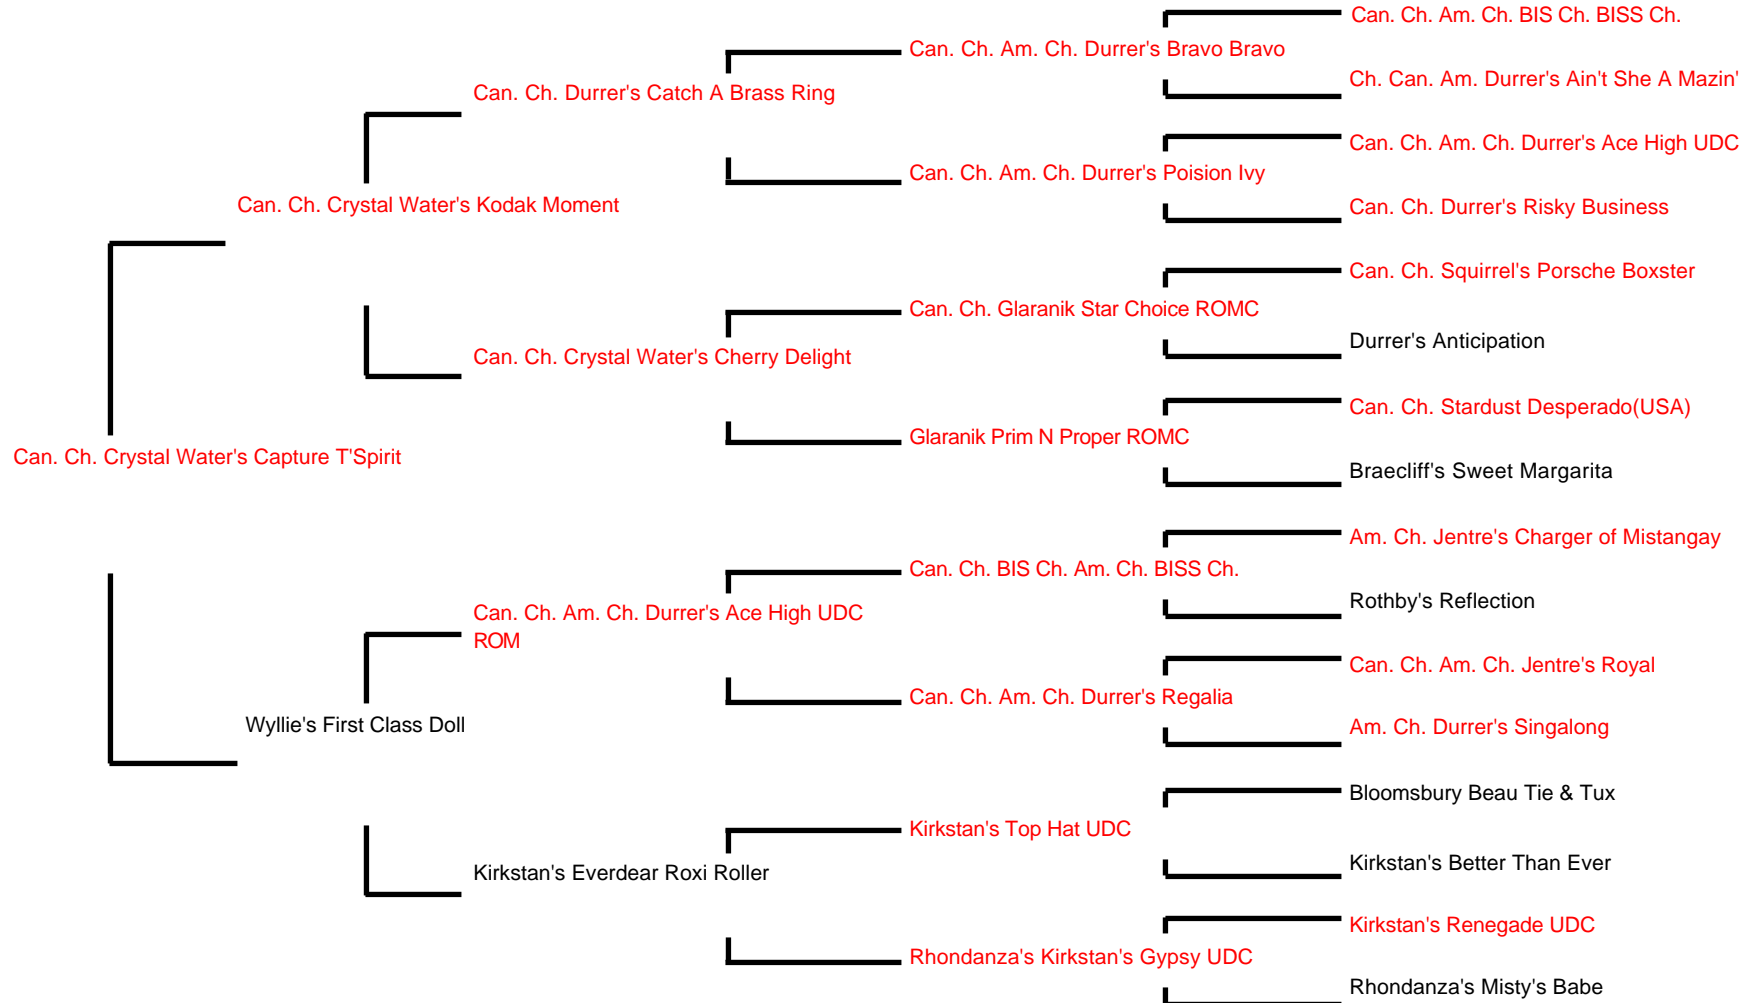 Can. Ch. Am. Ch. BIS Ch. BISS Ch.
Can. Ch. Am. Ch. Durrer's Bravo Bravo
Ch. Can. Am. Durrer's Ain't She A Mazin'
Can. Ch. Durrer's Catch A Brass Ring
Can. Ch. Am. Ch. Durrer's Ace High UDC
Can. Ch. Am. Ch. Durrer's Poision Ivy
Can. Ch. Durrer's Risky Business
Can. Ch. Crystal Water's Kodak Moment
Can. Ch. Squirrel's Porsche Boxster
Can. Ch. Glaranik Star Choice ROMC
Durrer's Anticipation
Can. Ch. Crystal Water's Cherry Delight
Can. Ch. Stardust Desperado(USA)
Glaranik Prim N Proper ROMC
Braecliff's Sweet Margarita
Can. Ch. Crystal Water's Capture T'Spirit
Am. Ch. Jentre's Charger of Mistangay
Can. Ch. BIS Ch. Am. Ch. BISS Ch.
Rothby's Reflection
Can. Ch. Am. Ch. Durrer's Ace High UDC
ROM
Can. Ch. Am. Ch. Jentre's Royal
Can. Ch. Am. Ch. Durrer's Regalia
Am. Ch. Durrer's Singalong
Wyllie's First Class Doll
Bloomsbury Beau Tie & Tux
Kirkstan's Top Hat UDC
Kirkstan's Better Than Ever
Kirkstan's Everdear Roxi Roller
Kirkstan's Renegade UDC
Rhondanza's Kirkstan's Gypsy UDC
Rhondanza's Misty's Babe